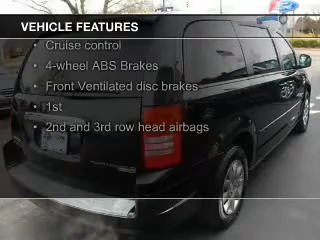 VEHICLE FEATURES
• Cruise control
• 4-wheel ABS Brakes
• Front Ventilated disc brakes
• 1st
• 2nd and 3rd row head airbags